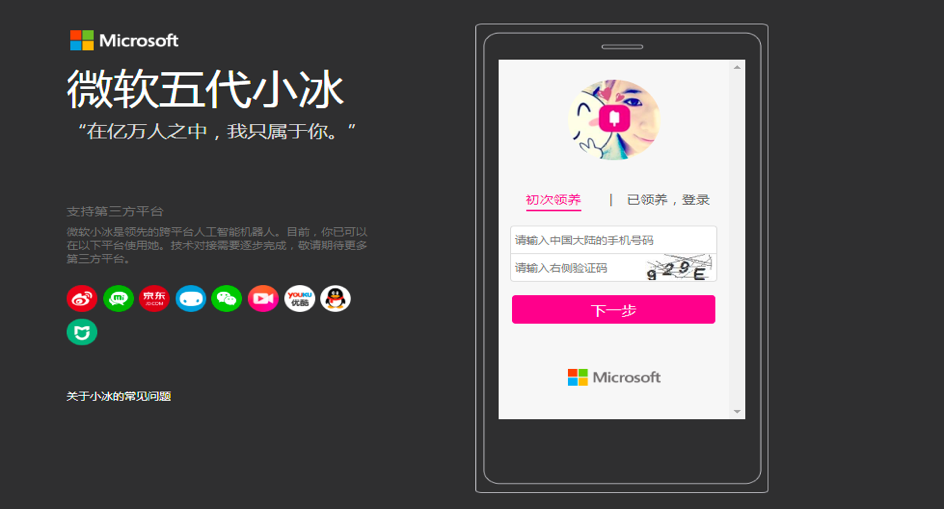 Microsoft
微软五代小冰
“在亿万人之中，我只属于你。”
支持第三方平台
微软小冰是领先的跨平台人工智能机器人。目前，你已可以
在以下平台使用她。技术对接需要逐步完成，敬请期待更多
第三方平台。
京东
JD.COM
YOUKU
优酷
关于小冰的常见问题
初次领养 | 已领养，登录
请输入中国大陆的手机号码
请输入右侧验证码 929E
下一步
Microsoft